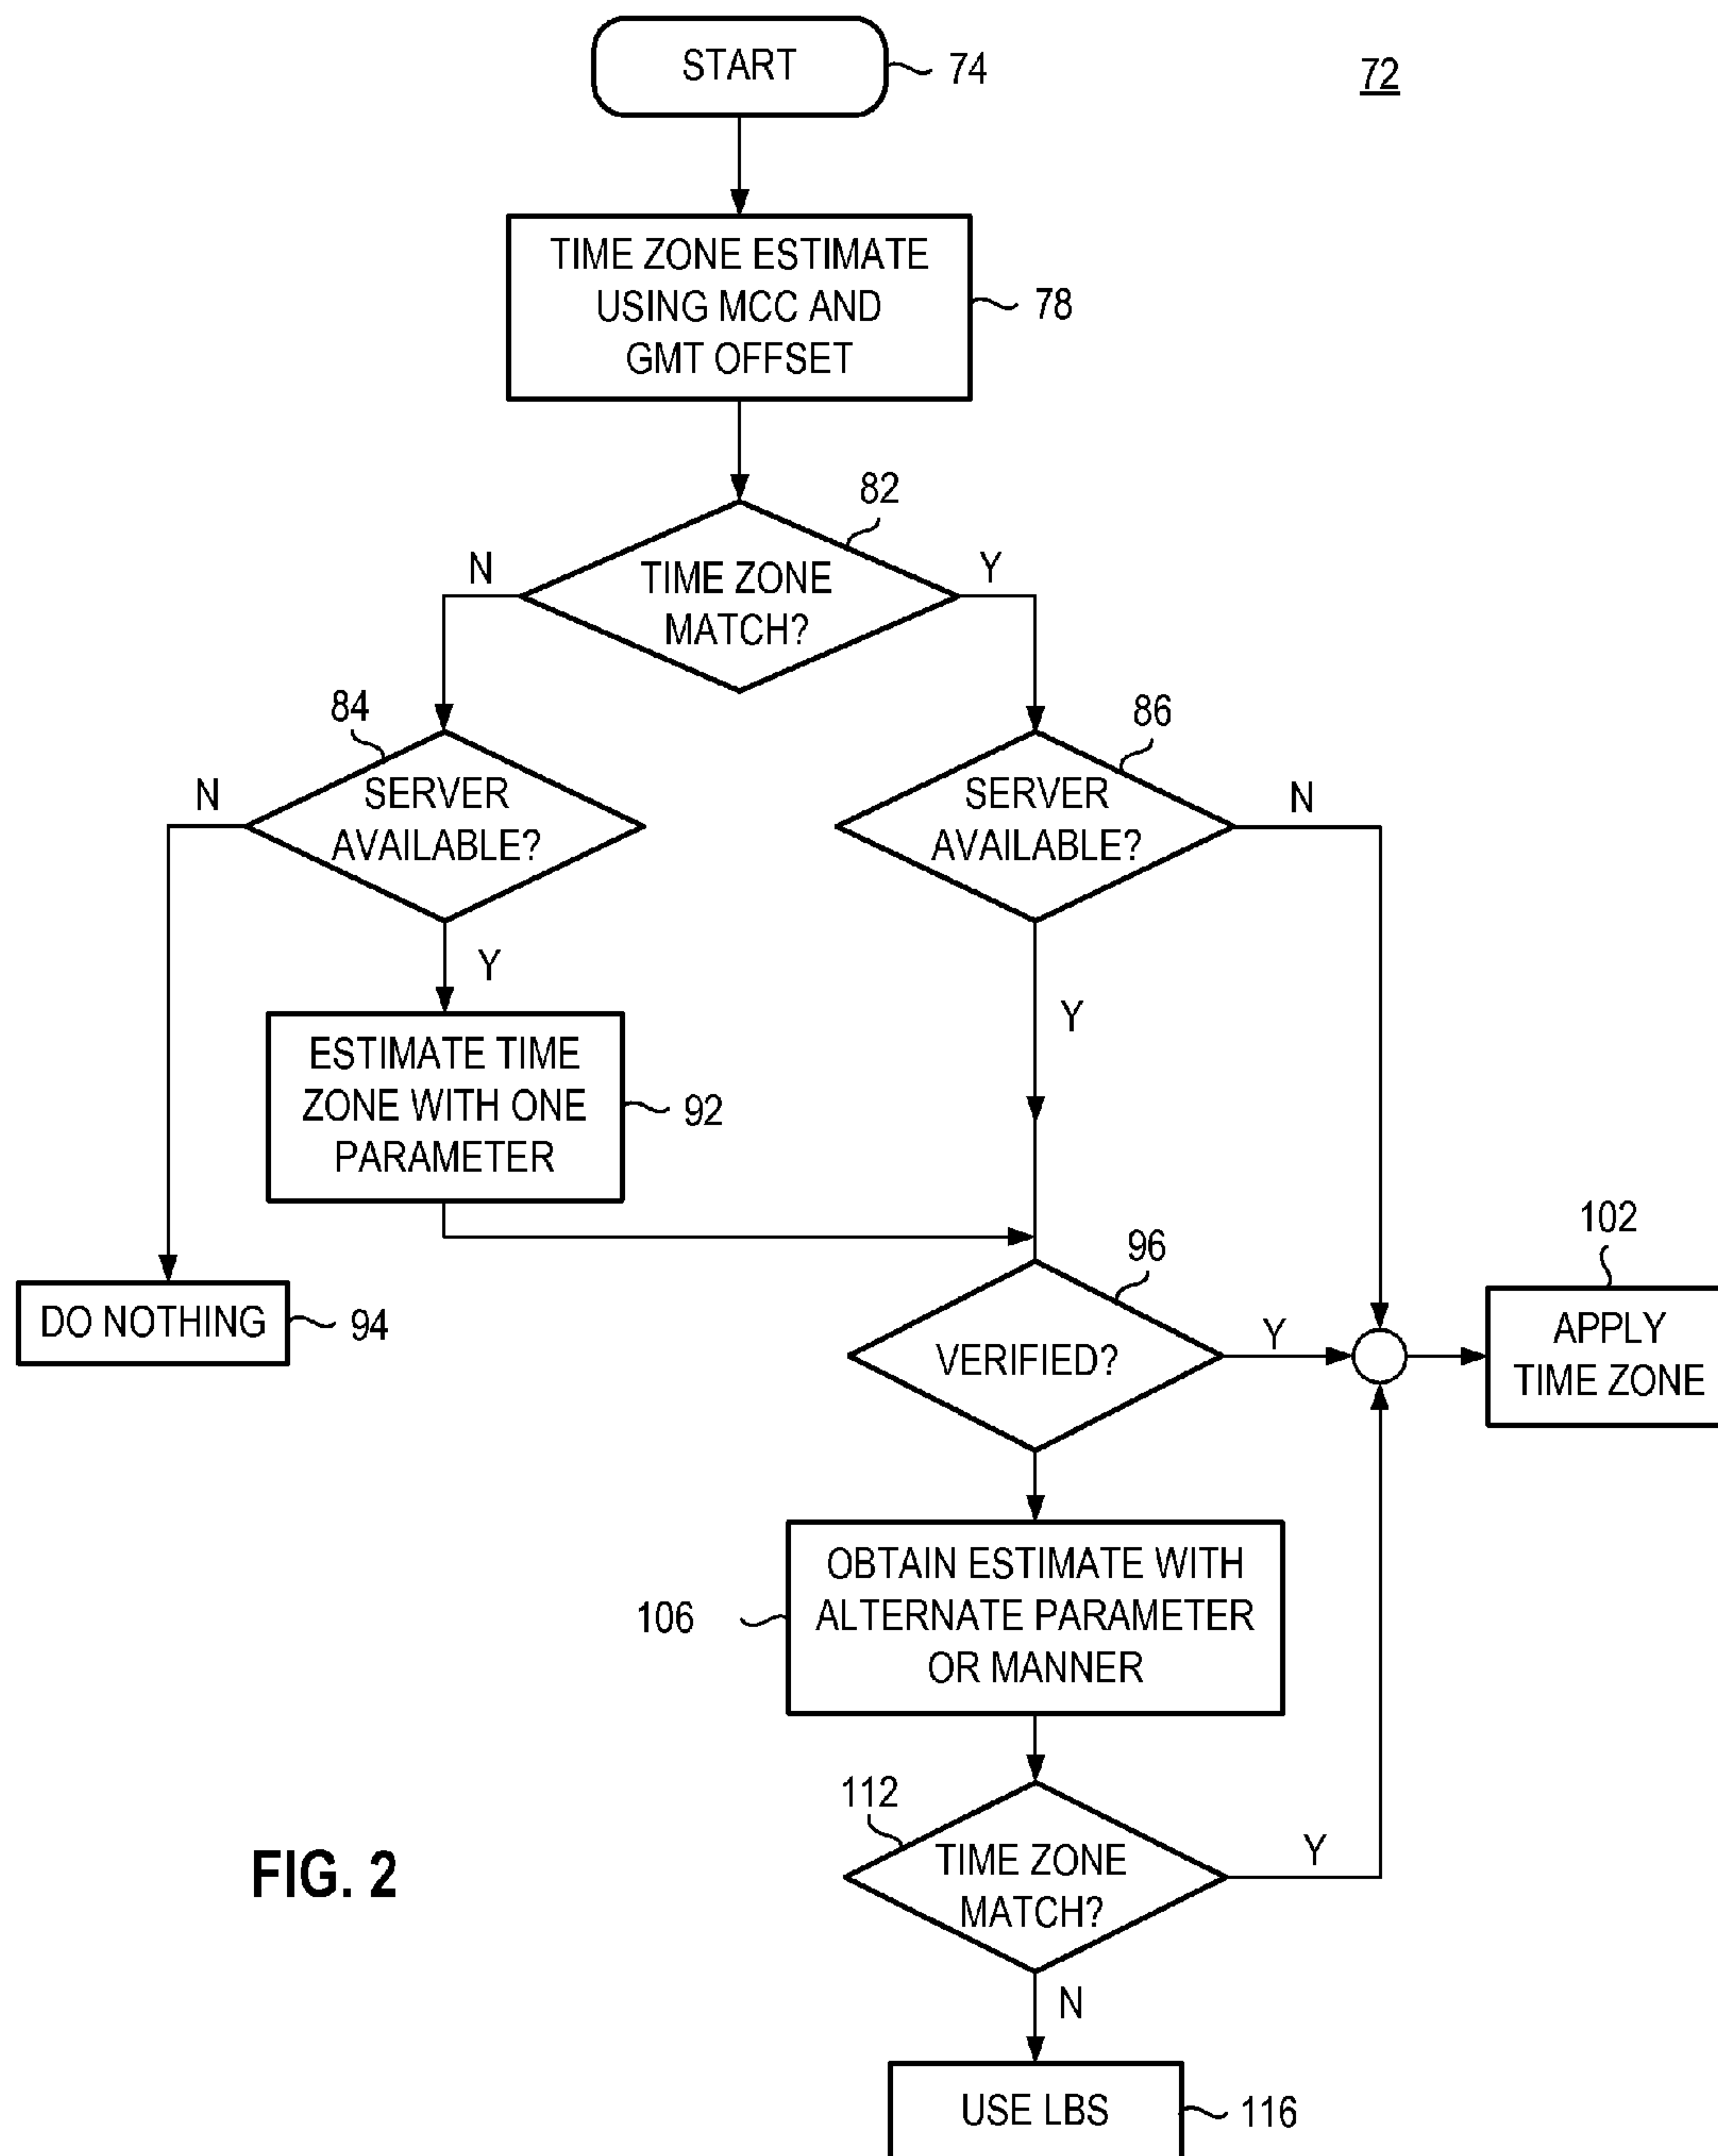 START
74
72
TIME ZONE ESTIMATE
USING MCC AND
GMT OFFSET
78
82
N
TIME ZONE
MATCH?
Y
84
SERVER
AVAILABLE?
N
Y
86
SERVER
AVAILABLE?
N
Y
ESTIMATE TIME
ZONE WITH ONE
PARAMETER
92
DO NOTHING
94
96
VERIFIED?
Y
102
APPLY
TIME ZONE
OBTAIN ESTIMATE WITH
ALTERNATE PARAMETER
OR MANNER
106
112
TIME ZONE
MATCH?
Y
N
FIG. 2
USE LBS
116